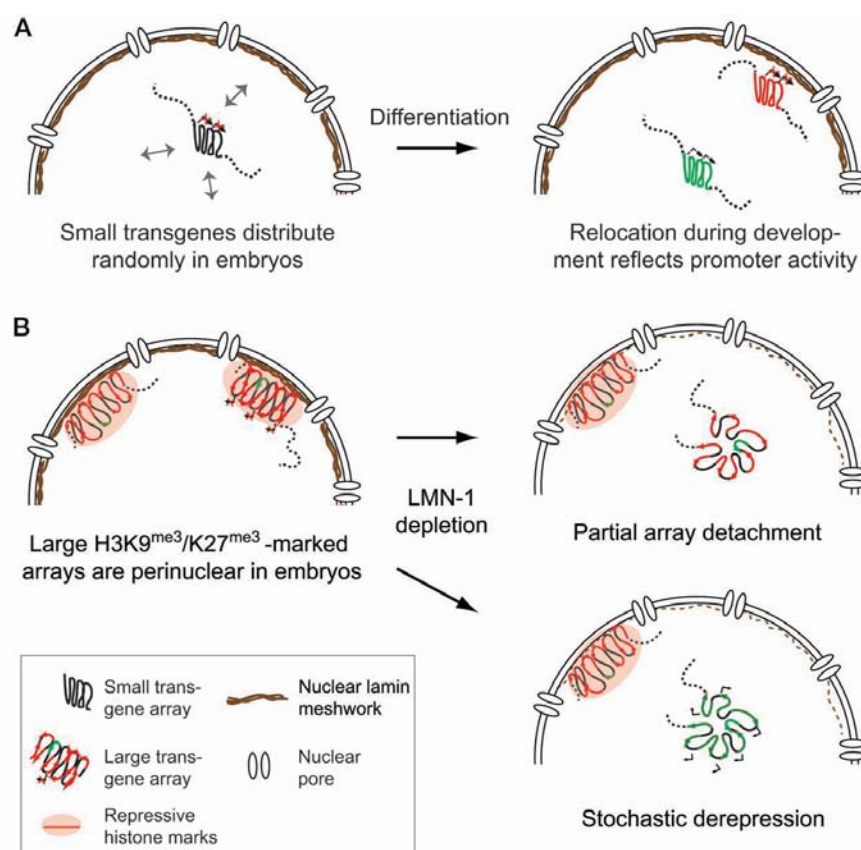 A
Differentiation
Small transgenes distribute
randomly in embryos
Relocation during develop-
ment reflects promoter activity
B
LMN-1
depletion
Large H3K9me3/K27me3 -marked
arrays are perinuclear in embryos
Partial array detachment
Small trans-
gene array
Nuclear lamin
meshwork
Large trans-
gene array
Nuclear
pore
Repressive
histone marks
Stochastic derepression